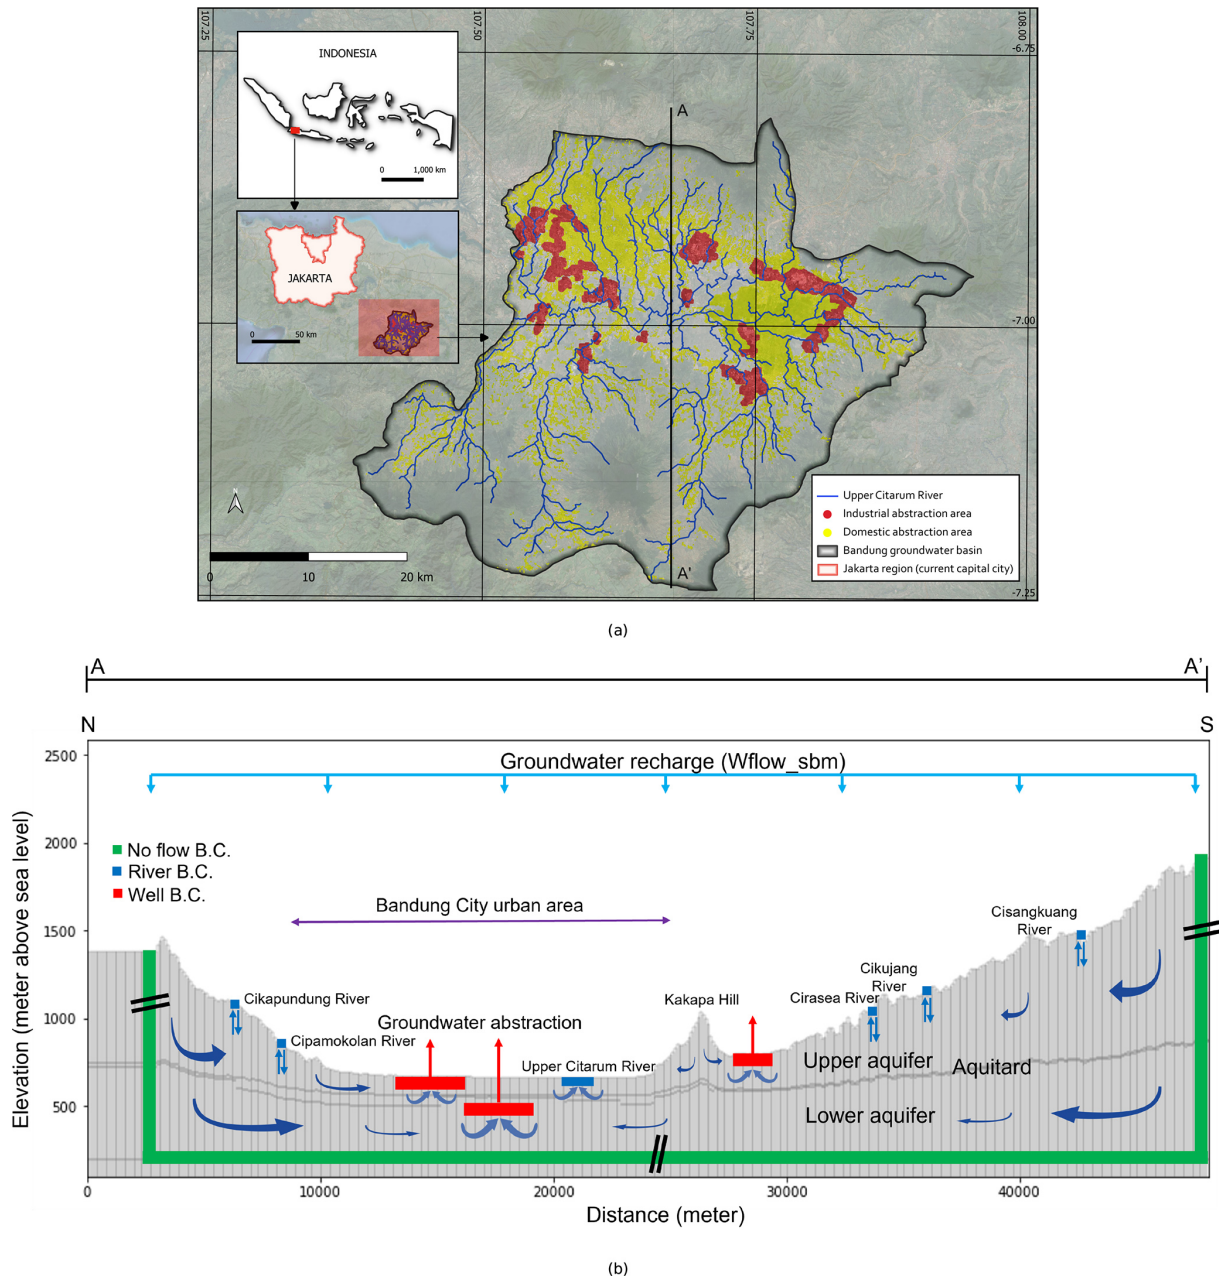 107.25
107.50
107.75
108.00
-6.75
INDONESIA
0 1,000 km
A
JAKARTA
0 50 km
-7.00
N
Upper Citarum River
Industrial abstraction area
Domestic abstraction area
Bandung groundwater basin
Jakarta region (current capital city)
0 10 20 km
A'
-7.25
(a)
A A’
N S
2500
Groundwater recharge (Wflow_sbm)
2000
No flow B.C.
River B.C.
Well B.C.
Bandung City urban area
1500
Cisangkuang
River
Cikujang
River
Cikapundung River
Kakapa Hill
Cirasea River
1000
Groundwater abstraction
Cipamokolan River
Upper Citarum River
Upper aquifer
Aquitard
500
Lower aquifer
Elevation (meter above sea level)
0 10000 20000 30000 40000
Distance (meter)
(b)